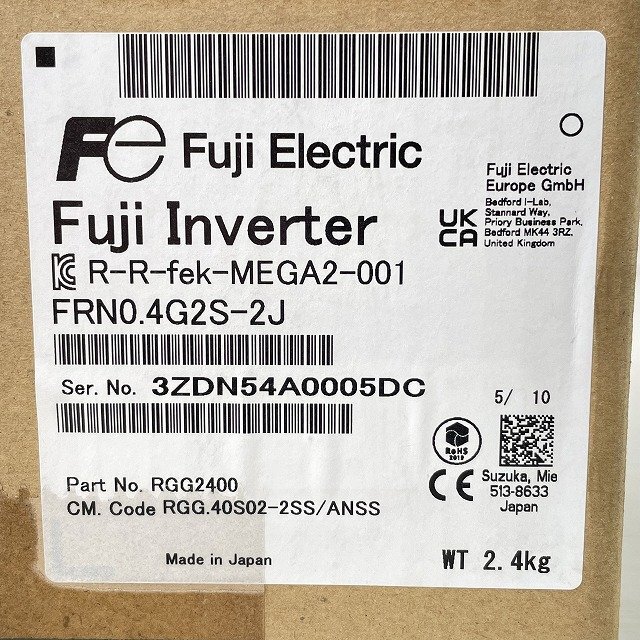 Fe Fuji Electric
Fuji Electric
Europe GmbH
Bedford I-Lab,
Stannard Way,
Priory Business Park,
Bedford MK44 3RZ,
United Kingdom
UK
CA
Fuji Inverter
R-R-fek-MEGA2-001
FRN0.4G2S-2J
Ser. No. 3ZDN54A0005DC
5/ 10
RoHS
2019
CE
Suzuka, Mie
513-8633
Japan
Part No. RGG2400
CM. Code RGG.40S02-2SS/ANSS
Made in Japan
WT 2.4kg